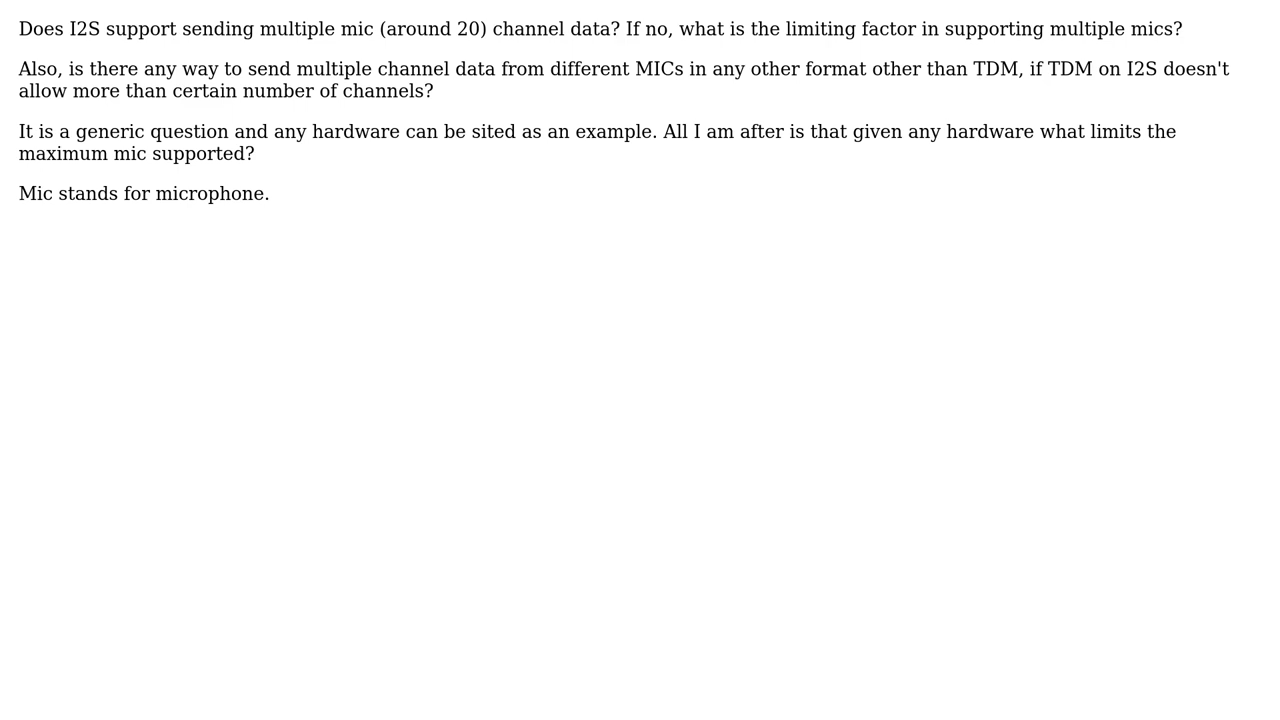 Does I2S support sending multiple mic (around 20) channel data? If no, what is the limiting factor in supporting multiple mics?
Also, is there any way to send multiple channel data from different MICs in any other format other than TDM, if TDM on I2S doesn't
allow more than certain number of channels?
It is a generic question and any hardware can be sited as an example. All I am after is that given any hardware what limits the
maximum mic supported?
Mic stands for microphone.